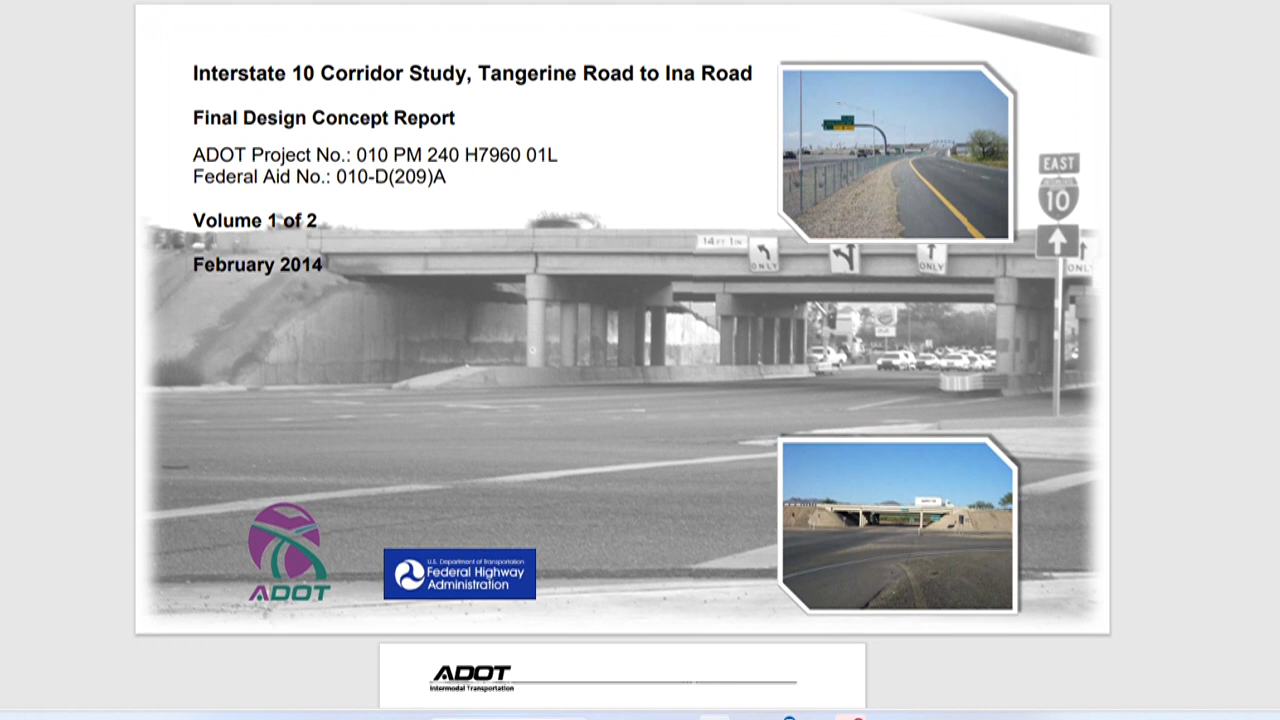 Interstate 10 Corridor Study, Tangerine Road to Ina Road
Final Design Concept Report
ADOT Project No.: 010 PM 240 H7960 01L
Federal Aid No.: 010-D(209)A
Volume 1 of 2
February 2014
EAST
10
14 FT 1 IN
ONLY
ONLY
ONLY
ADOT
U.S. Department of Transportation
Federal Highway
Administration
ADOT
Intermodal Transportation